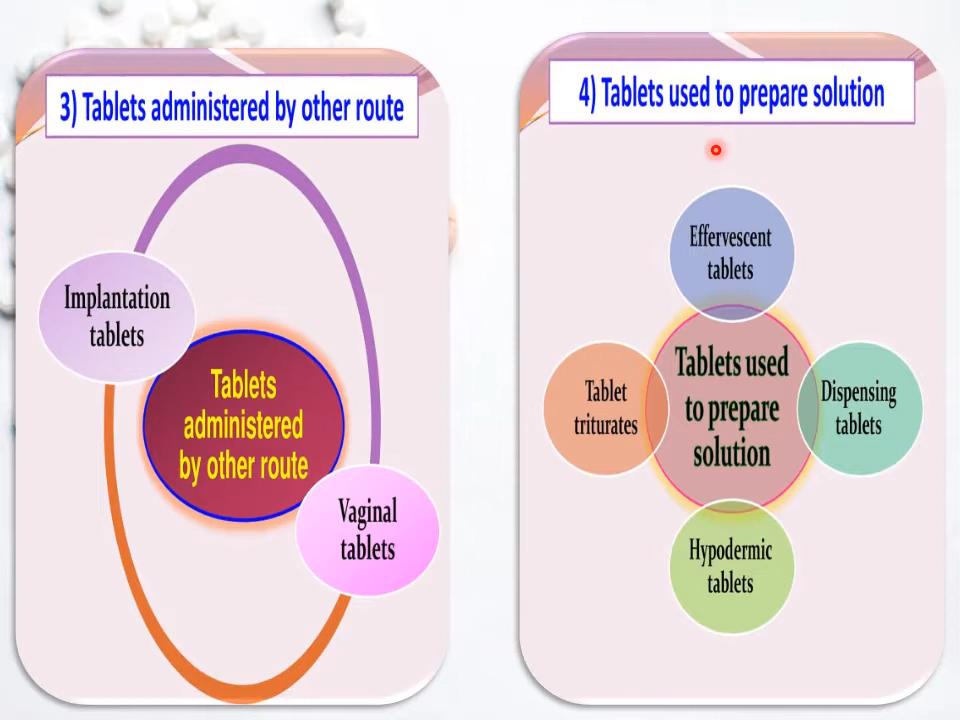 3) Tablets administered by other route
Implantation
tablets
Tablets
administered
by other route
Vaginal
tablets
4) Tablets used to prepare solution
Effervescent
tablets
Tablet
triturates
Tablets used
to prepare
solution
Dispensing
tablets
Hypodermic
tablets